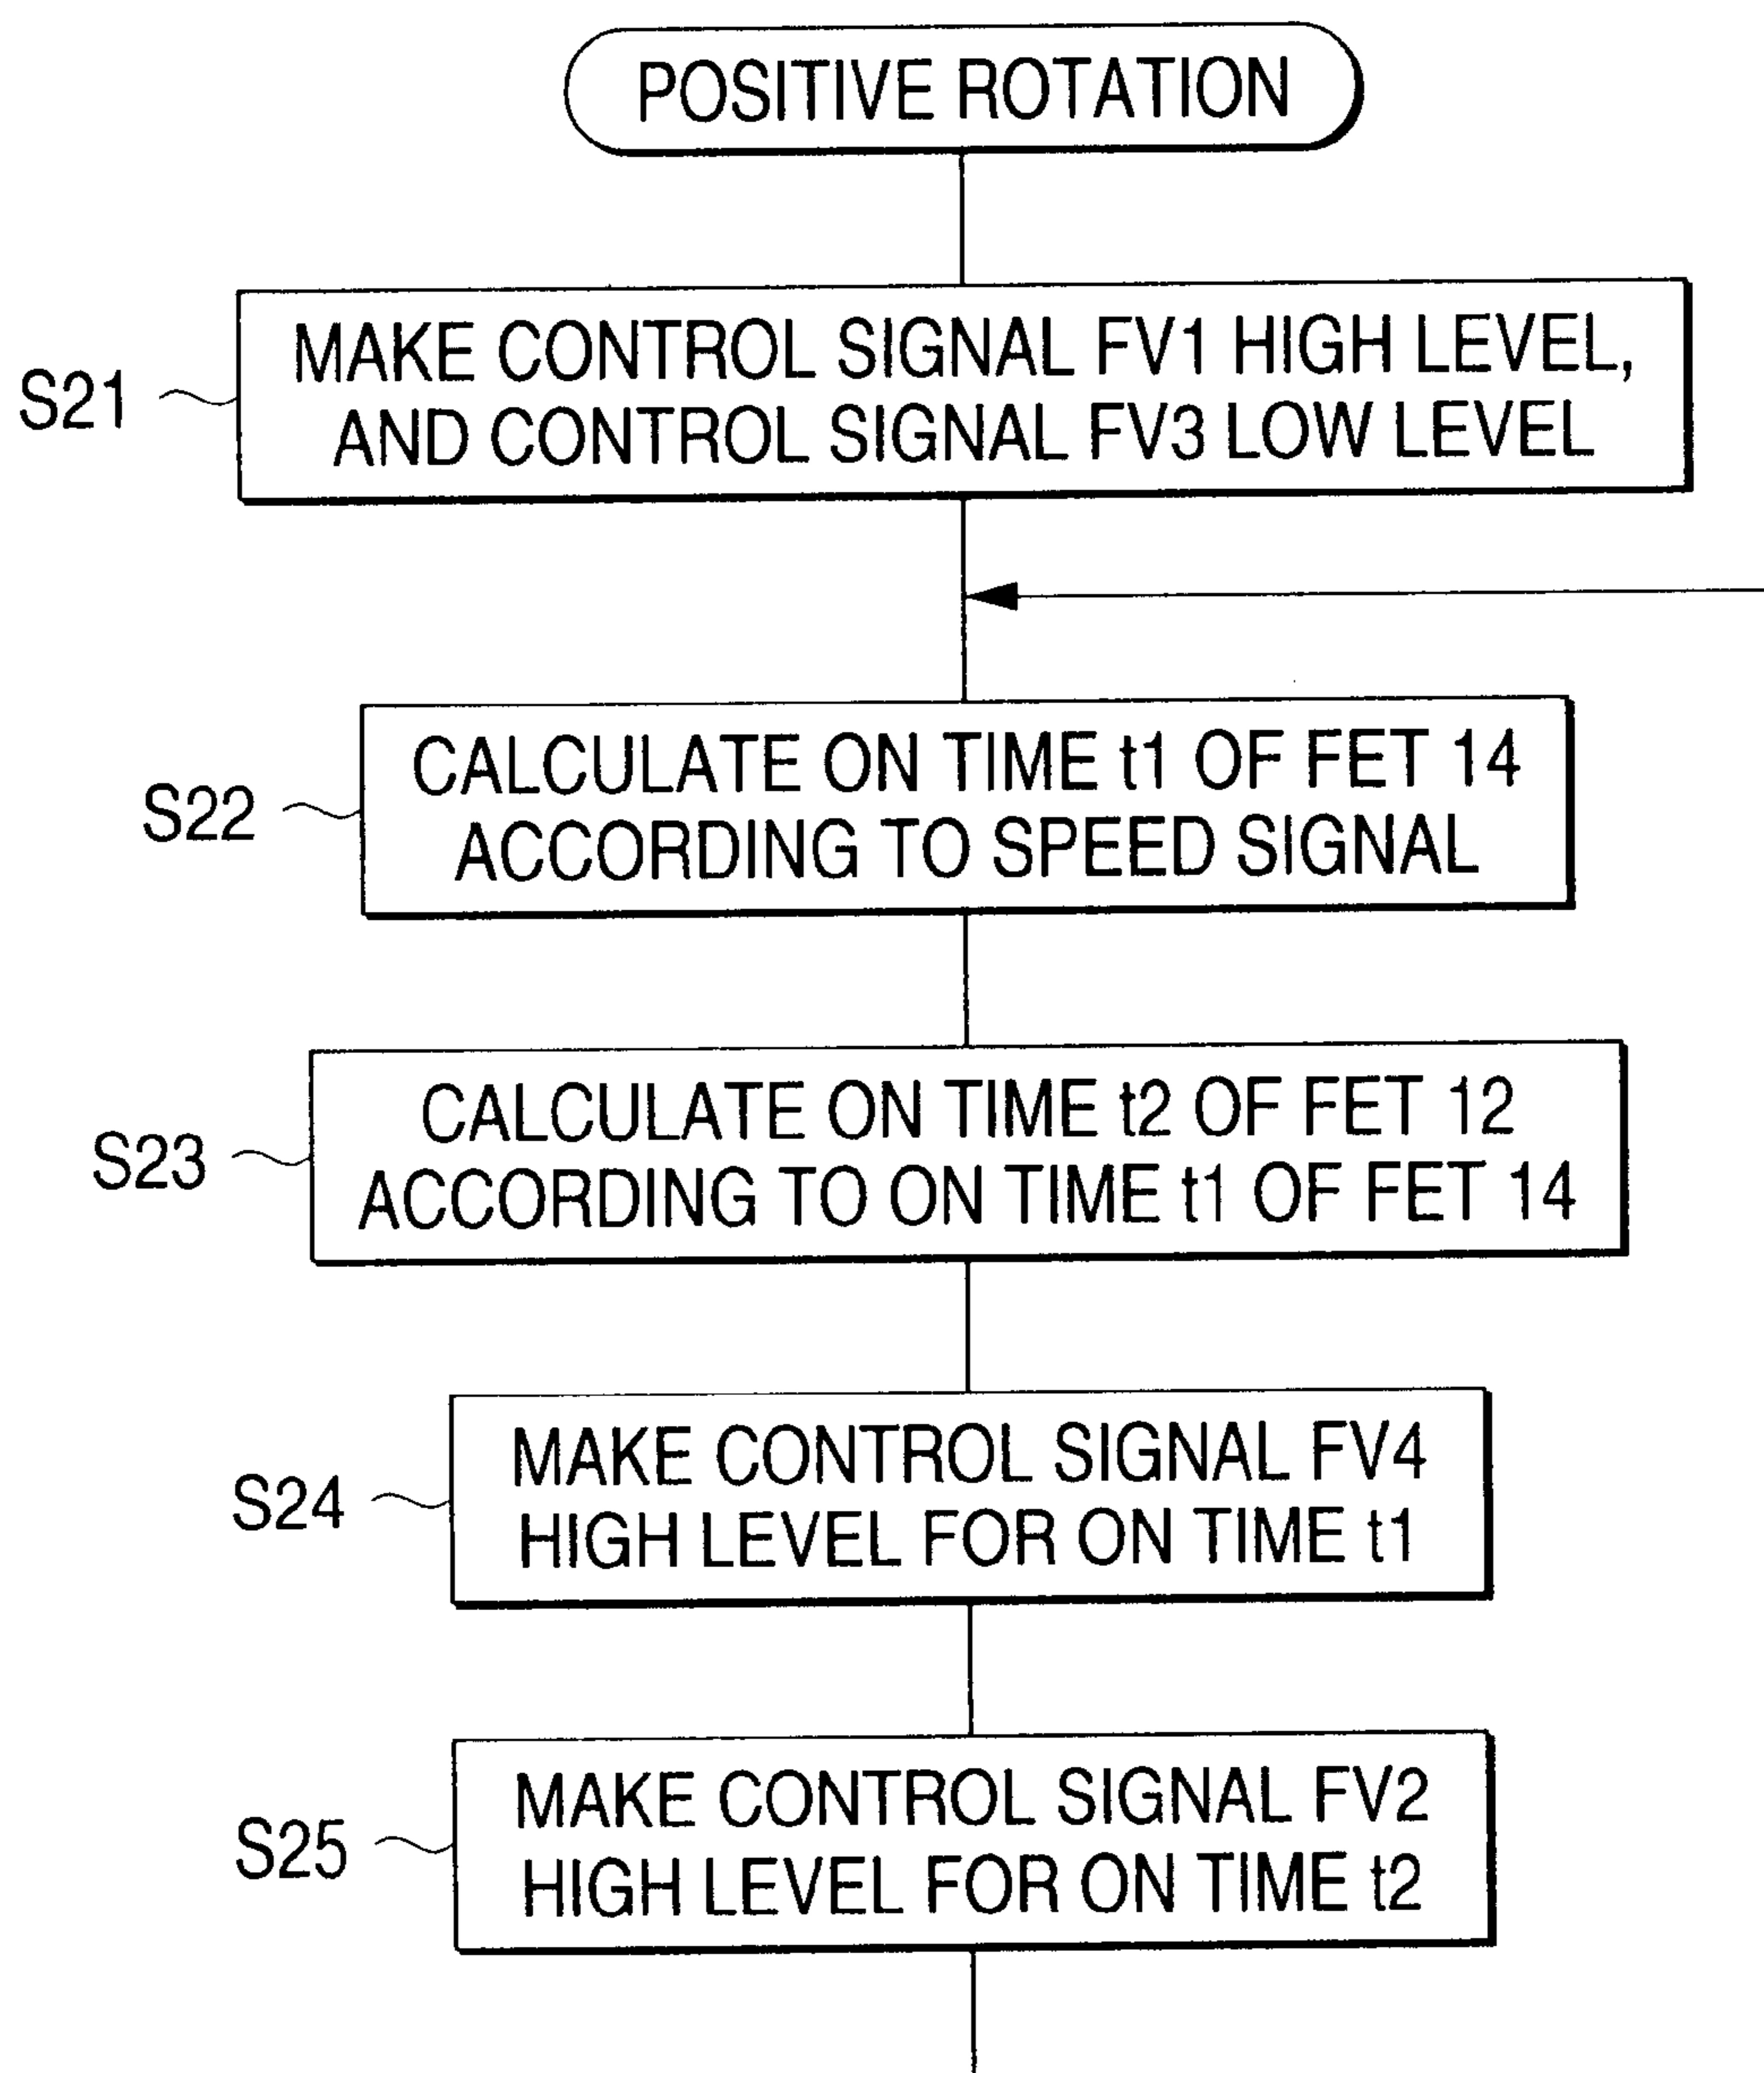 POSITIVE ROTATION
S21
MAKE CONTROL SIGNAL FV1 HIGH LEVEL,
AND CONTROL SIGNAL FV3 LOW LEVEL
S22
CALCULATE ON TIME t1 OF FET 14
ACCORDING TO SPEED SIGNAL
S23
CALCULATE ON TIME t2 OF FET 12
ACCORDING TO ON TIME t1 OF FET 14
S24
MAKE CONTROL SIGNAL FV4
HIGH LEVEL FOR ON TIME t1
S25
MAKE CONTROL SIGNAL FV2
HIGH LEVEL FOR ON TIME t2